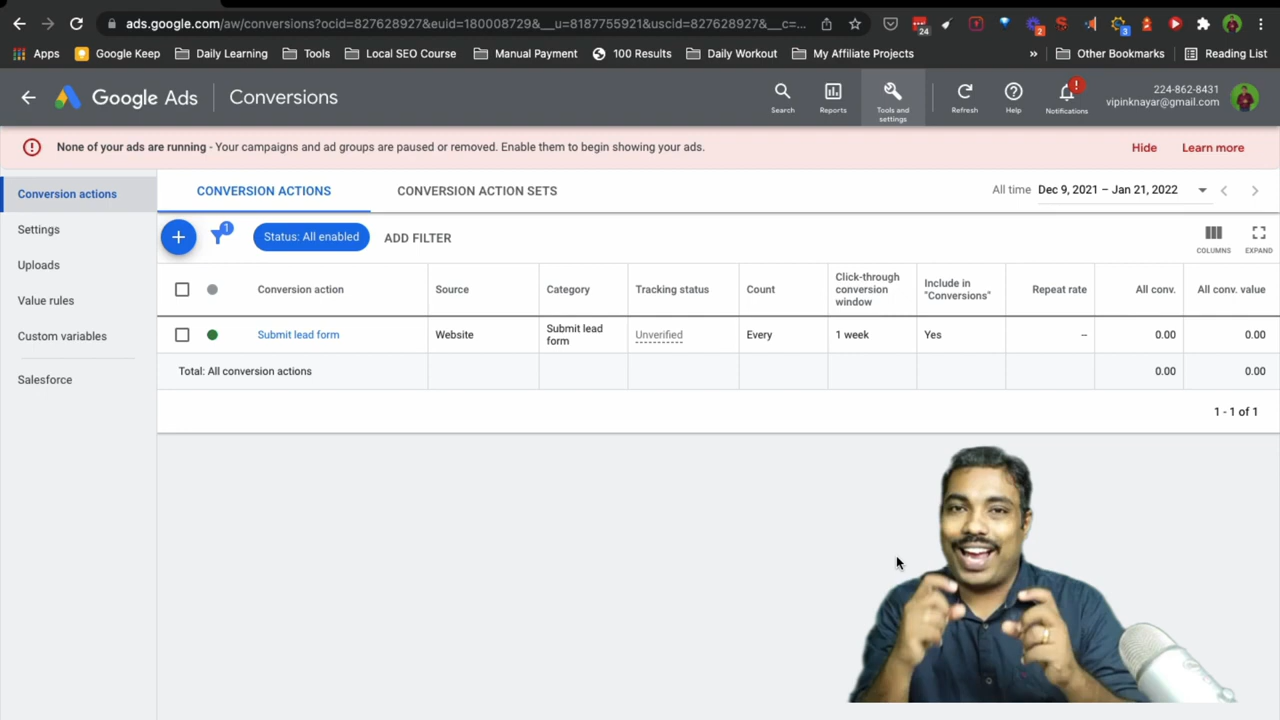 ads.google.com/aw/conversions?ocid=827628927&euid=180008729&__u=8187755921&uscid=827628927&__c=...
24
2
3
Apps
Google Keep
Daily Learning
Tools
Local SEO Course
Manual Payment
100 Results
Daily Workout
My Affiliate Projects
»
Other Bookmarks
Reading List
Google Ads
Conversions
Search
Reports
Tools and
settings
Refresh
Help
Notifications
224-862-8431
vipinknayar@gmail.com
None of your ads are running - Your campaigns and ad groups are paused or removed. Enable them to begin showing your ads.
Hide
Learn more
Conversion actions
Settings
Uploads
Value rules
Custom variables
Salesforce
CONVERSION ACTIONS
CONVERSION ACTION SETS
All time Dec 9, 2021 – Jan 21, 2022
1
Status: All enabled
ADD FILTER
COLUMNS
EXPAND
Conversion action
Source
Category
Tracking status
Count
Click-through
conversion
window
Include in
"Conversions"
Repeat rate
All conv.
All conv. value
Submit lead form
Website
Submit lead
form
Unverified
Every
1 week
Yes
–
0.00
0.00
Total: All conversion actions
0.00
0.00
1 - 1 of 1